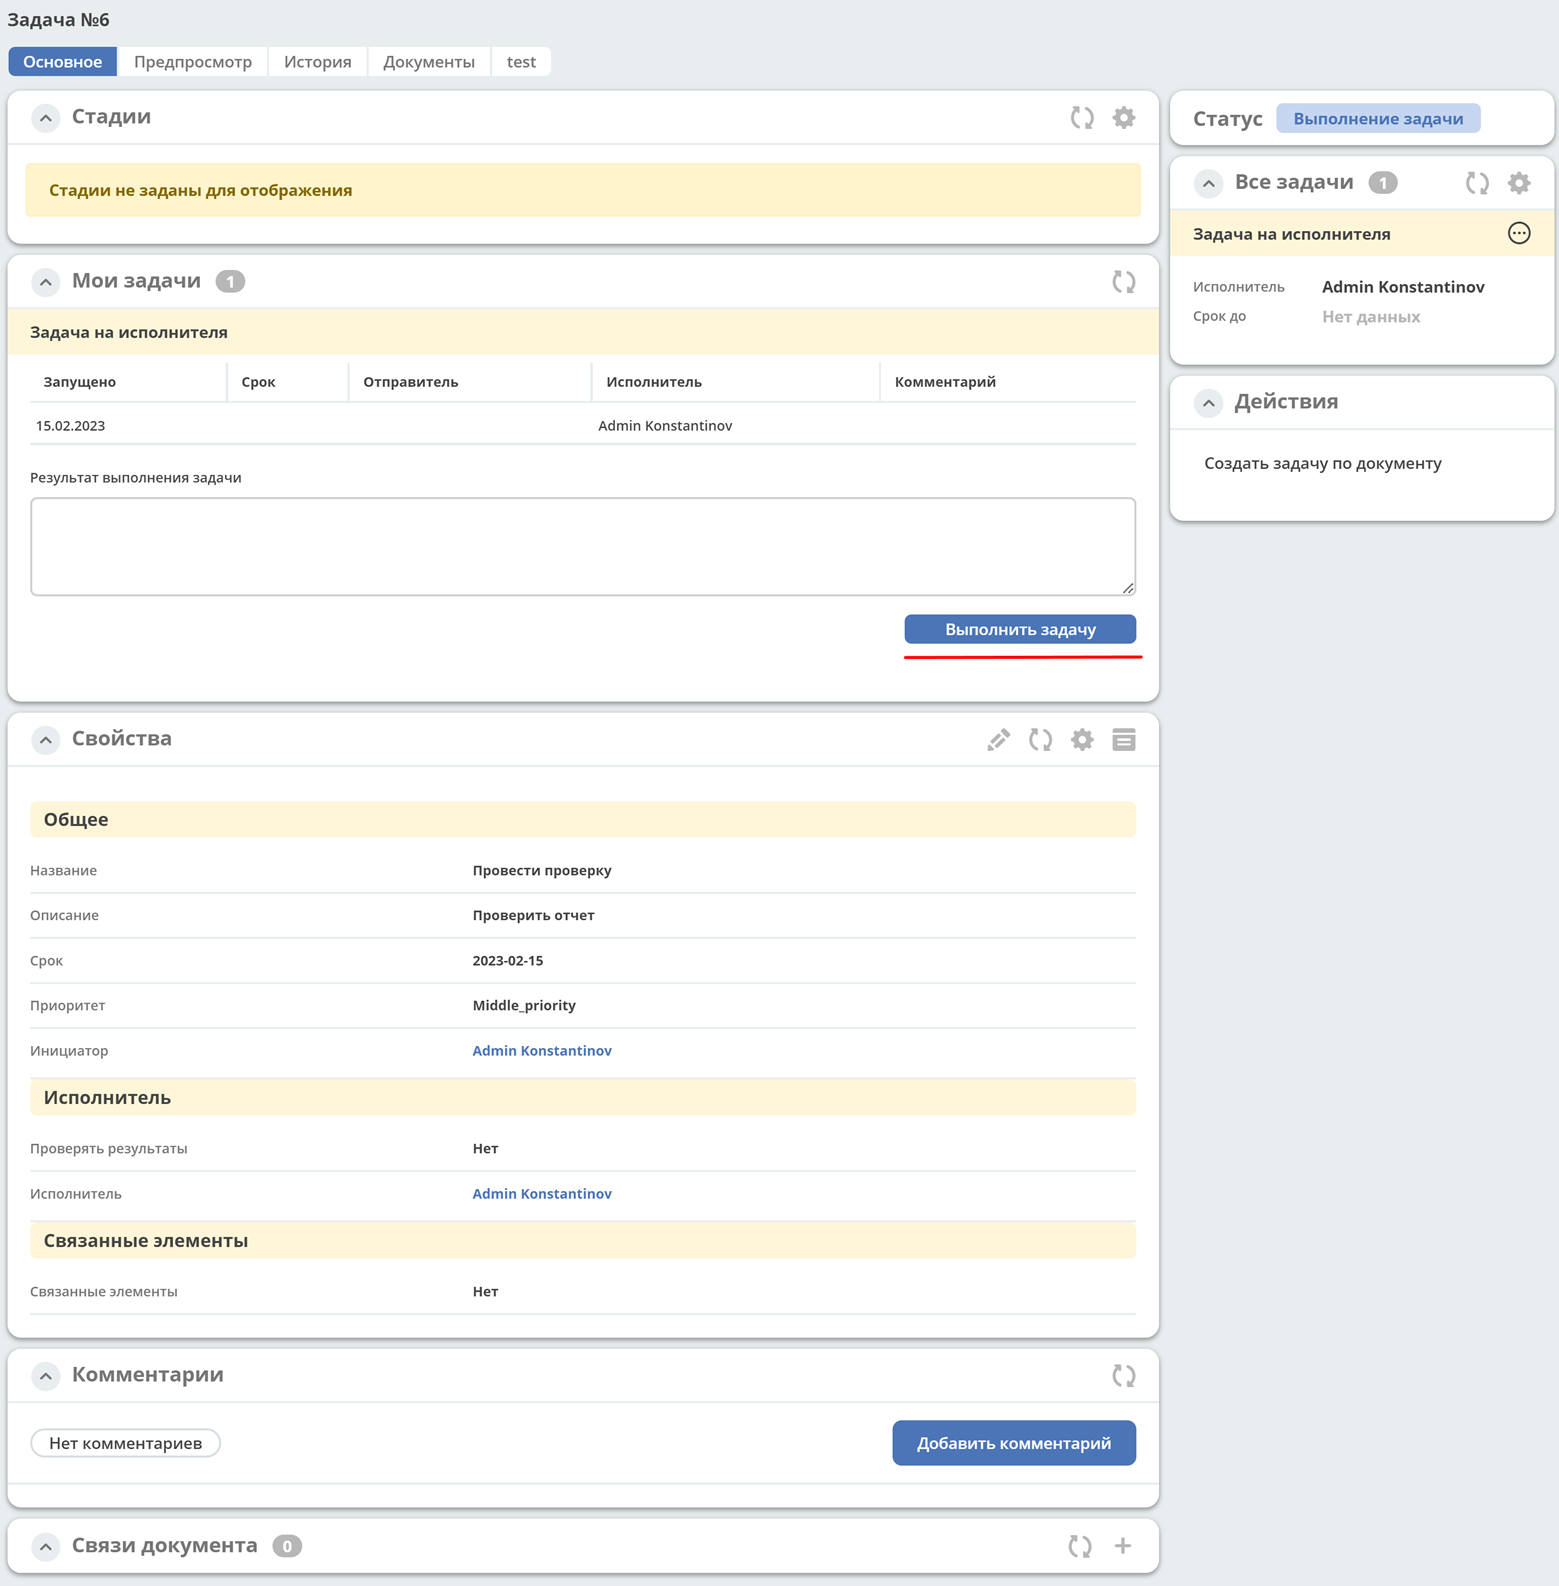 Задача №6
Основное Предпросмотр История Документы test
Стадии
Стадии не заданы для отображения
Мои задачи 1
Задача на исполнителя
Запущено Срок Отправитель Исполнитель Комментарий
15.02.2023 Admin Konstantinov
Результат выполнения задачи
Выполнить задачу
Свойства
Общее
Название Провести проверку
Описание Проверить отчет
Срок 2023-02-15
Приоритет Middle_priority
Инициатор Admin Konstantinov
Исполнитель
Проверять результаты Нет
Исполнитель Admin Konstantinov
Связанные элементы
Связанные элементы Нет
Комментарии
Нет комментариев Добавить комментарий
Связи документа 0
Статус Выполнение задачи
Все задачи 1
Задача на исполнителя
Исполнитель Admin Konstantinov
Срок до Нет данных
Действия
Создать задачу по документу